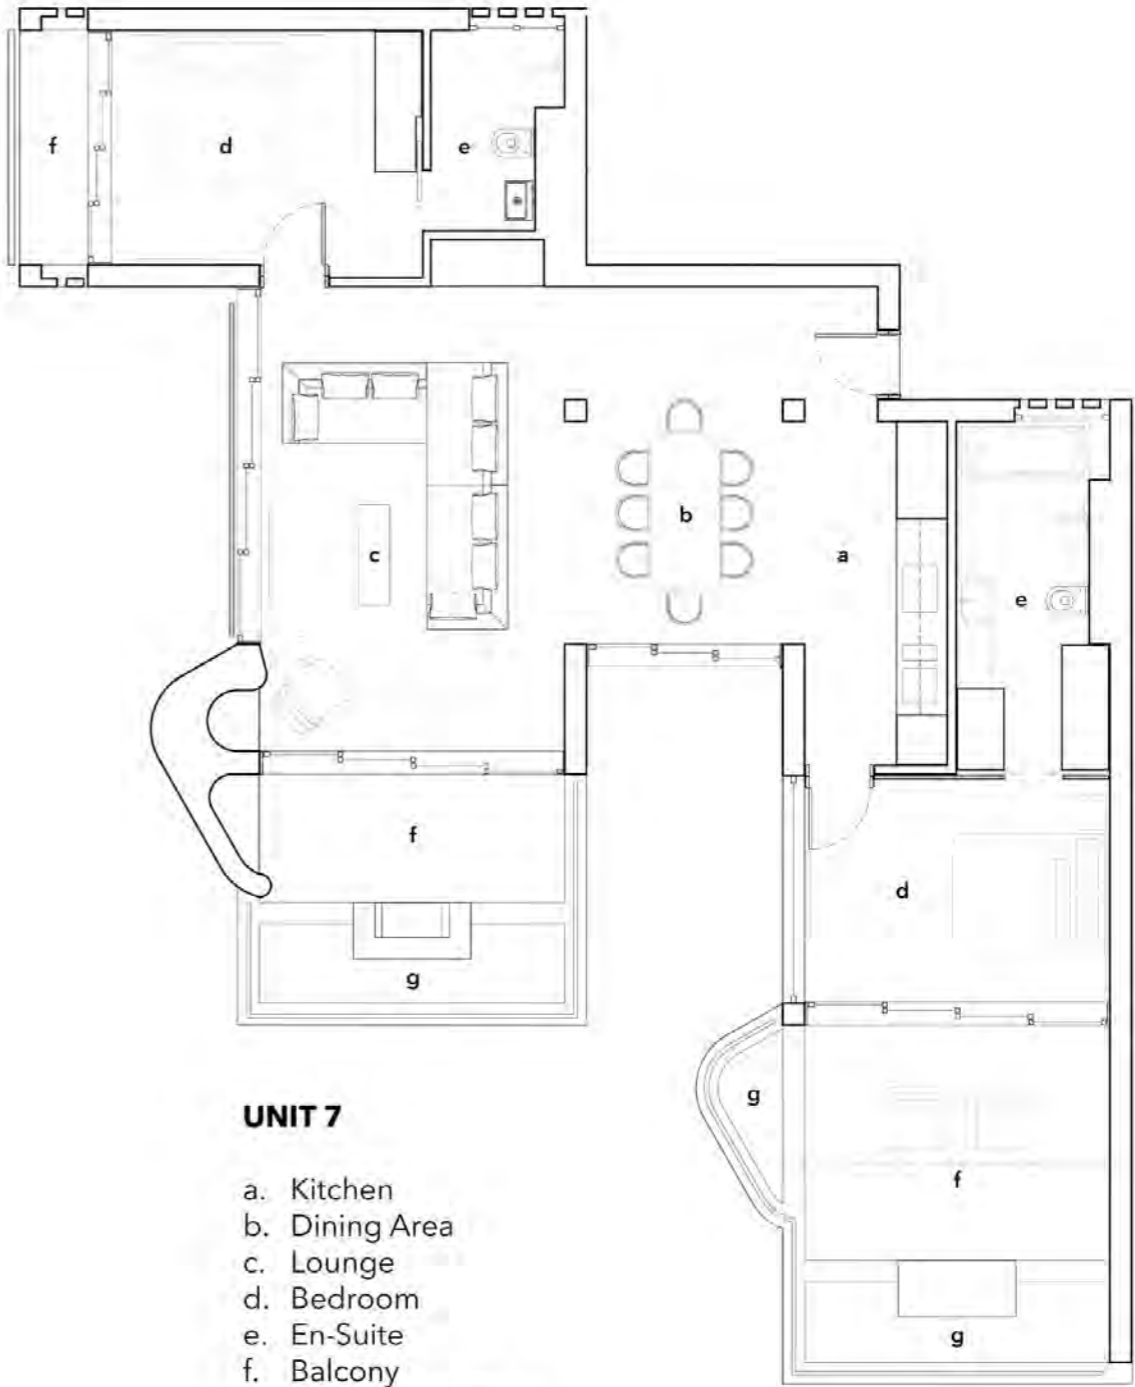 f
d
e
b
c
a
e
f
d
g
g
f
g
UNIT 7
a. Kitchen
b. Dining Area
c. Lounge
d. Bedroom
e. En-Suite
f. Balcony